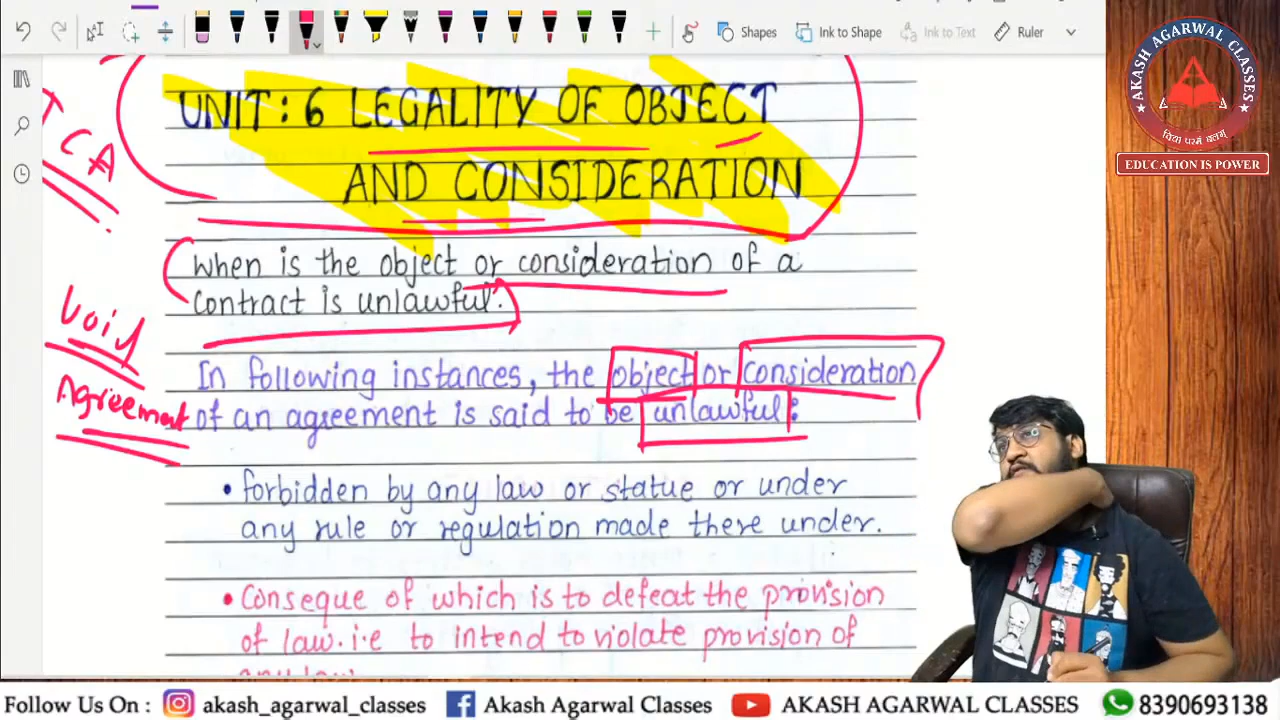 Shapes
Ink to Shape
Ink to Text
Ruler
AKASH AGARWAL CLASSES
विद्या परमं बलम्
EDUCATION IS POWER
UNIT: 6 LEGALITY OF OBJECT
AND CONSIDERATION
When is the object or consideration of a
Contract is unlawful.
Void
Agreement
In following instances, the object or consideration
of an agreement is said to be unlawful:
• forbidden by any law or statue or under
any rule or regulation made there under.
• Conseque of which is to defeat the provision
of law. i.e to intend to violate provision of
any law
Follow Us On : akash_agarwal_classes Akash Agarwal Classes AKASH AGARWAL CLASSES 8390693138